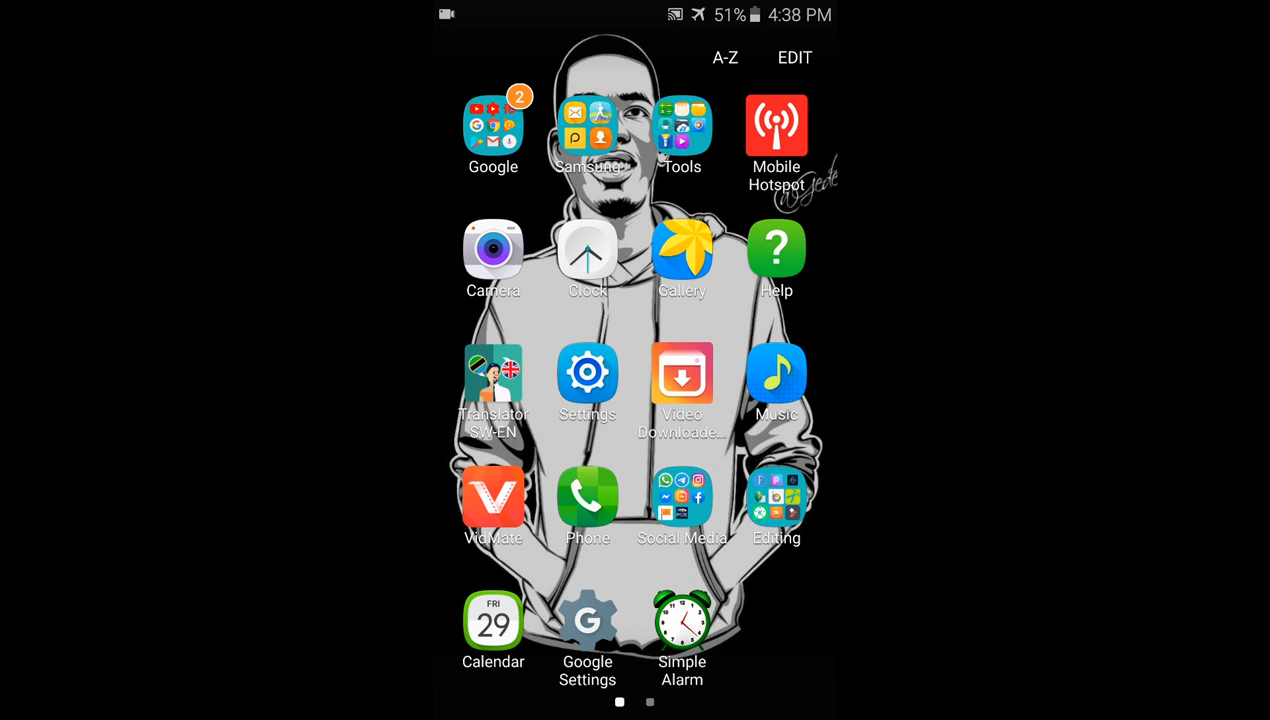 51% 4:38 PM
A-Z EDIT
2
Google Samsung Tools Mobile
Hotspot
Camera Clock Gallery Help
Translator Settings Video Music
SW-EN Downloade...
VidMate Phone Social Media Editing
FRI
29
Calendar Google Simple
Settings Alarm